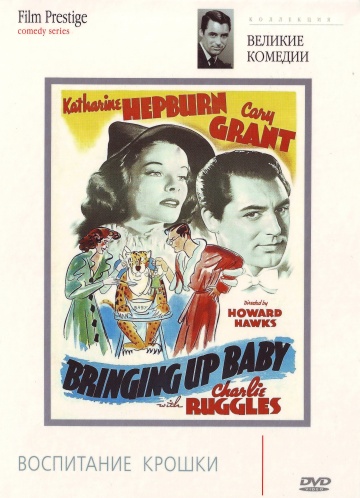 Film Prestige
comedy series
КОЛЛЕКЦИЯ
ВЕЛИКИЕ
КОМЕДИИ
Katharine HEPBURN
Cary GRANT
Directed by
HOWARD
HAWKS
BRINGING UP BABY
with Charlie
RUGGLES
ВОСПИТАНИЕ КРОШКИ
DVD